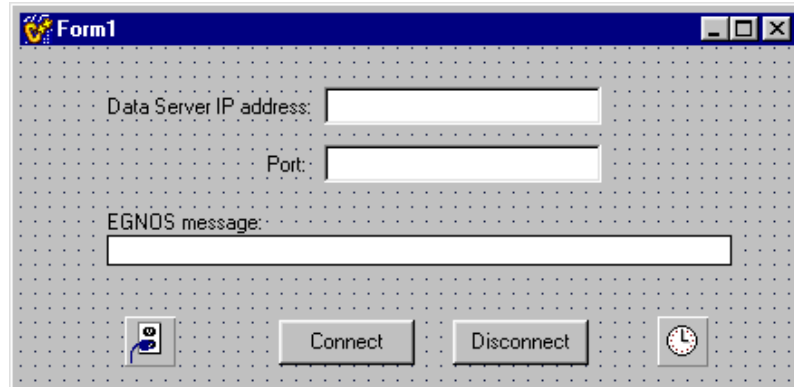 Form1
Data Server IP address:
Port:
EGNOS message:
Connect Disconnect